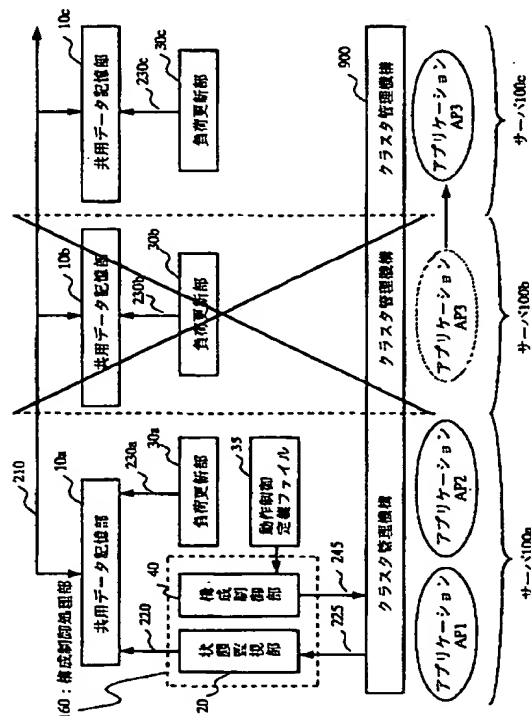 210
10a
共用データ記憶部
10b
共用データ記憶部
10c
共用データ記憶部
160：構成制御処理部
220
230a
30a
負荷更新部
230b
30b
負荷更新部
230c
30c
負荷更新部
40
状態監視部
構成制御部
20
35
動作制御
定義ファイル
225
245
900
クラスタ管理機構
クラスタ管理機構
クラスタ管理機構
アプリケーション
AP1
アプリケーション
AP2
アプリケーション
AP3
アプリケーション
AP3
サーバ100a
サーバ100b
サーバ100c